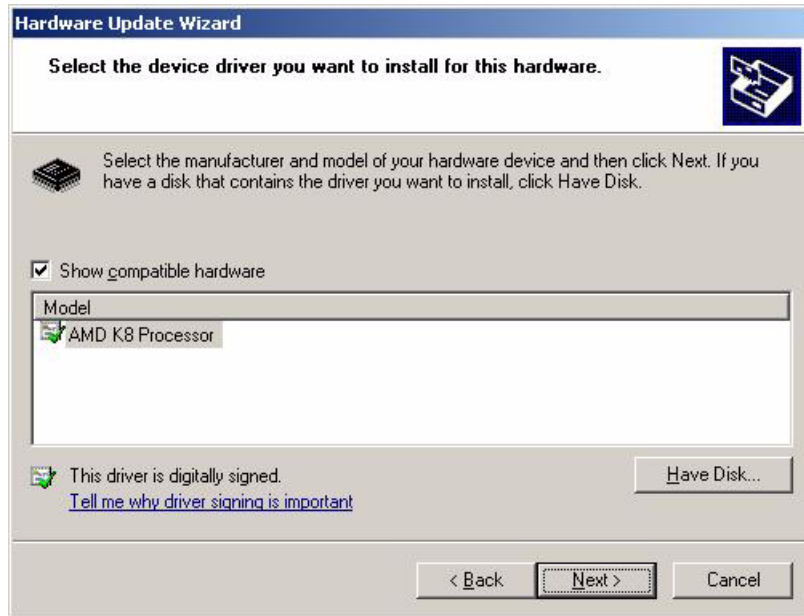 Hardware Update Wizard
Select the device driver you want to install for this hardware.
Select the manufacturer and model of your hardware device and then click Next. If you
have a disk that contains the driver you want to install, click Have Disk.
Show compatible hardware
Model
AMD K8 Processor
This driver is digitally signed.
Have Disk...
Tell me why driver signing is important
< Back
Next >
Cancel